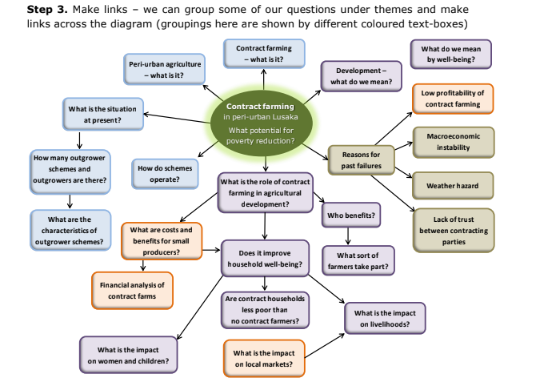 Step 3. Make links – we can group some of our questions under themes and make
links across the diagram (groupings here are shown by different coloured text-boxes)
What do we mean
by well-being?
Contract farming
– what is it?
Peri-urban agriculture
– what is it?
Development –
what do we mean?
Low profitability of
contract farming
What is the situation
at present?
Contract farming
in peri-urban Lusaka
What potential for
poverty reduction?
Macroeconomic
instability
Reasons for
past failures
How many outgrower
schemes and
outgrowers are there?
How do schemes
operate?
What is the role of contract
farming in agricultural
development?
Weather hazard
What are the
characteristics of
outgrower schemes?
What are costs and
benefits for small
producers?
Who benefits?
Lack of trust
between contracting
parties
Does it improve
household well-being?
What sort of
farmers take part?
Financial analysis of
contract farms
Are contract households
less poor than
no contract farmers?
What is the impact
on livelihoods?
What is the impact
on women and children?
What is the impact
on local markets?